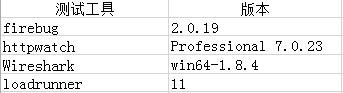 测试工具 版本
firebug 2.0.19
httpwatch Professional 7.0.23
Wireshark win64-1.8.4
loadrunner 11